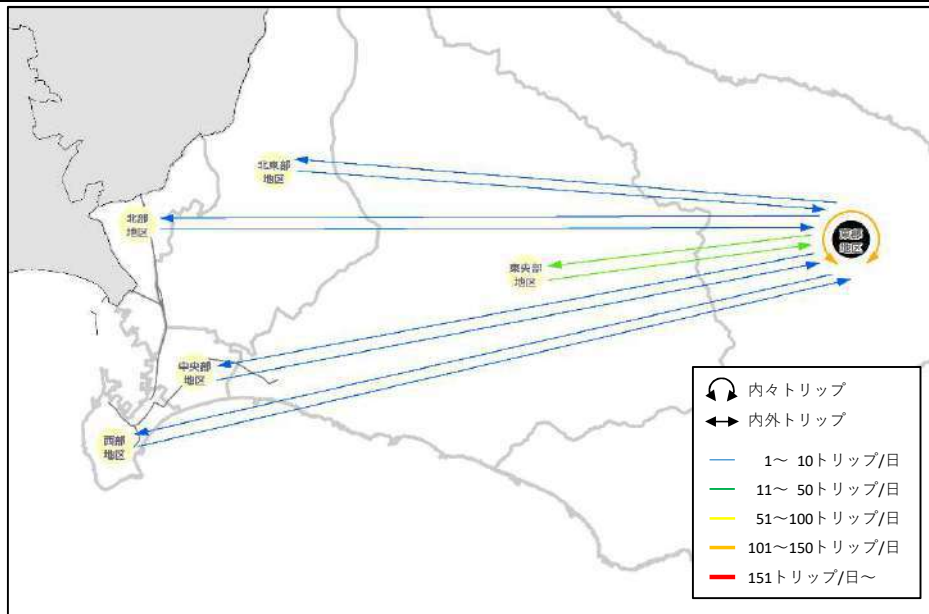 北東部
地区
北部
地区
東部
地区
東央部
地区
中央部
地区
西部
地区
内々トリップ
内外トリップ
1～ 10トリップ/日
11～ 50トリップ/日
51～100トリップ/日
101～150トリップ/日
151トリップ/日～